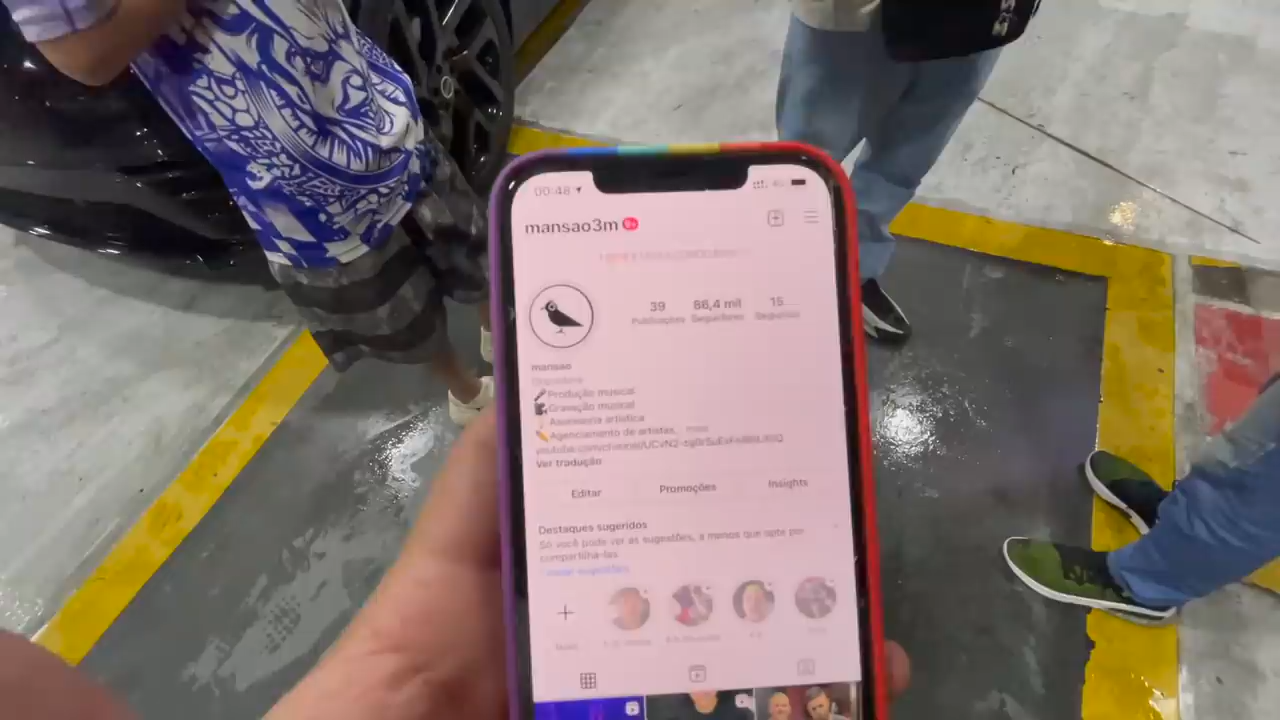 00:48
mansao3m 9+
39 86,4 mil 15
Publicações Seguidores Seguindo
mansao
Produção musical
Gravação musical
Assessoria artística
Agenciamento de artistas... mais
Ver tradução
Editar Promoções Insights
Destaques sugeridos
Só você pode ver as sugestões, a menos que opte por
compartilhá-las